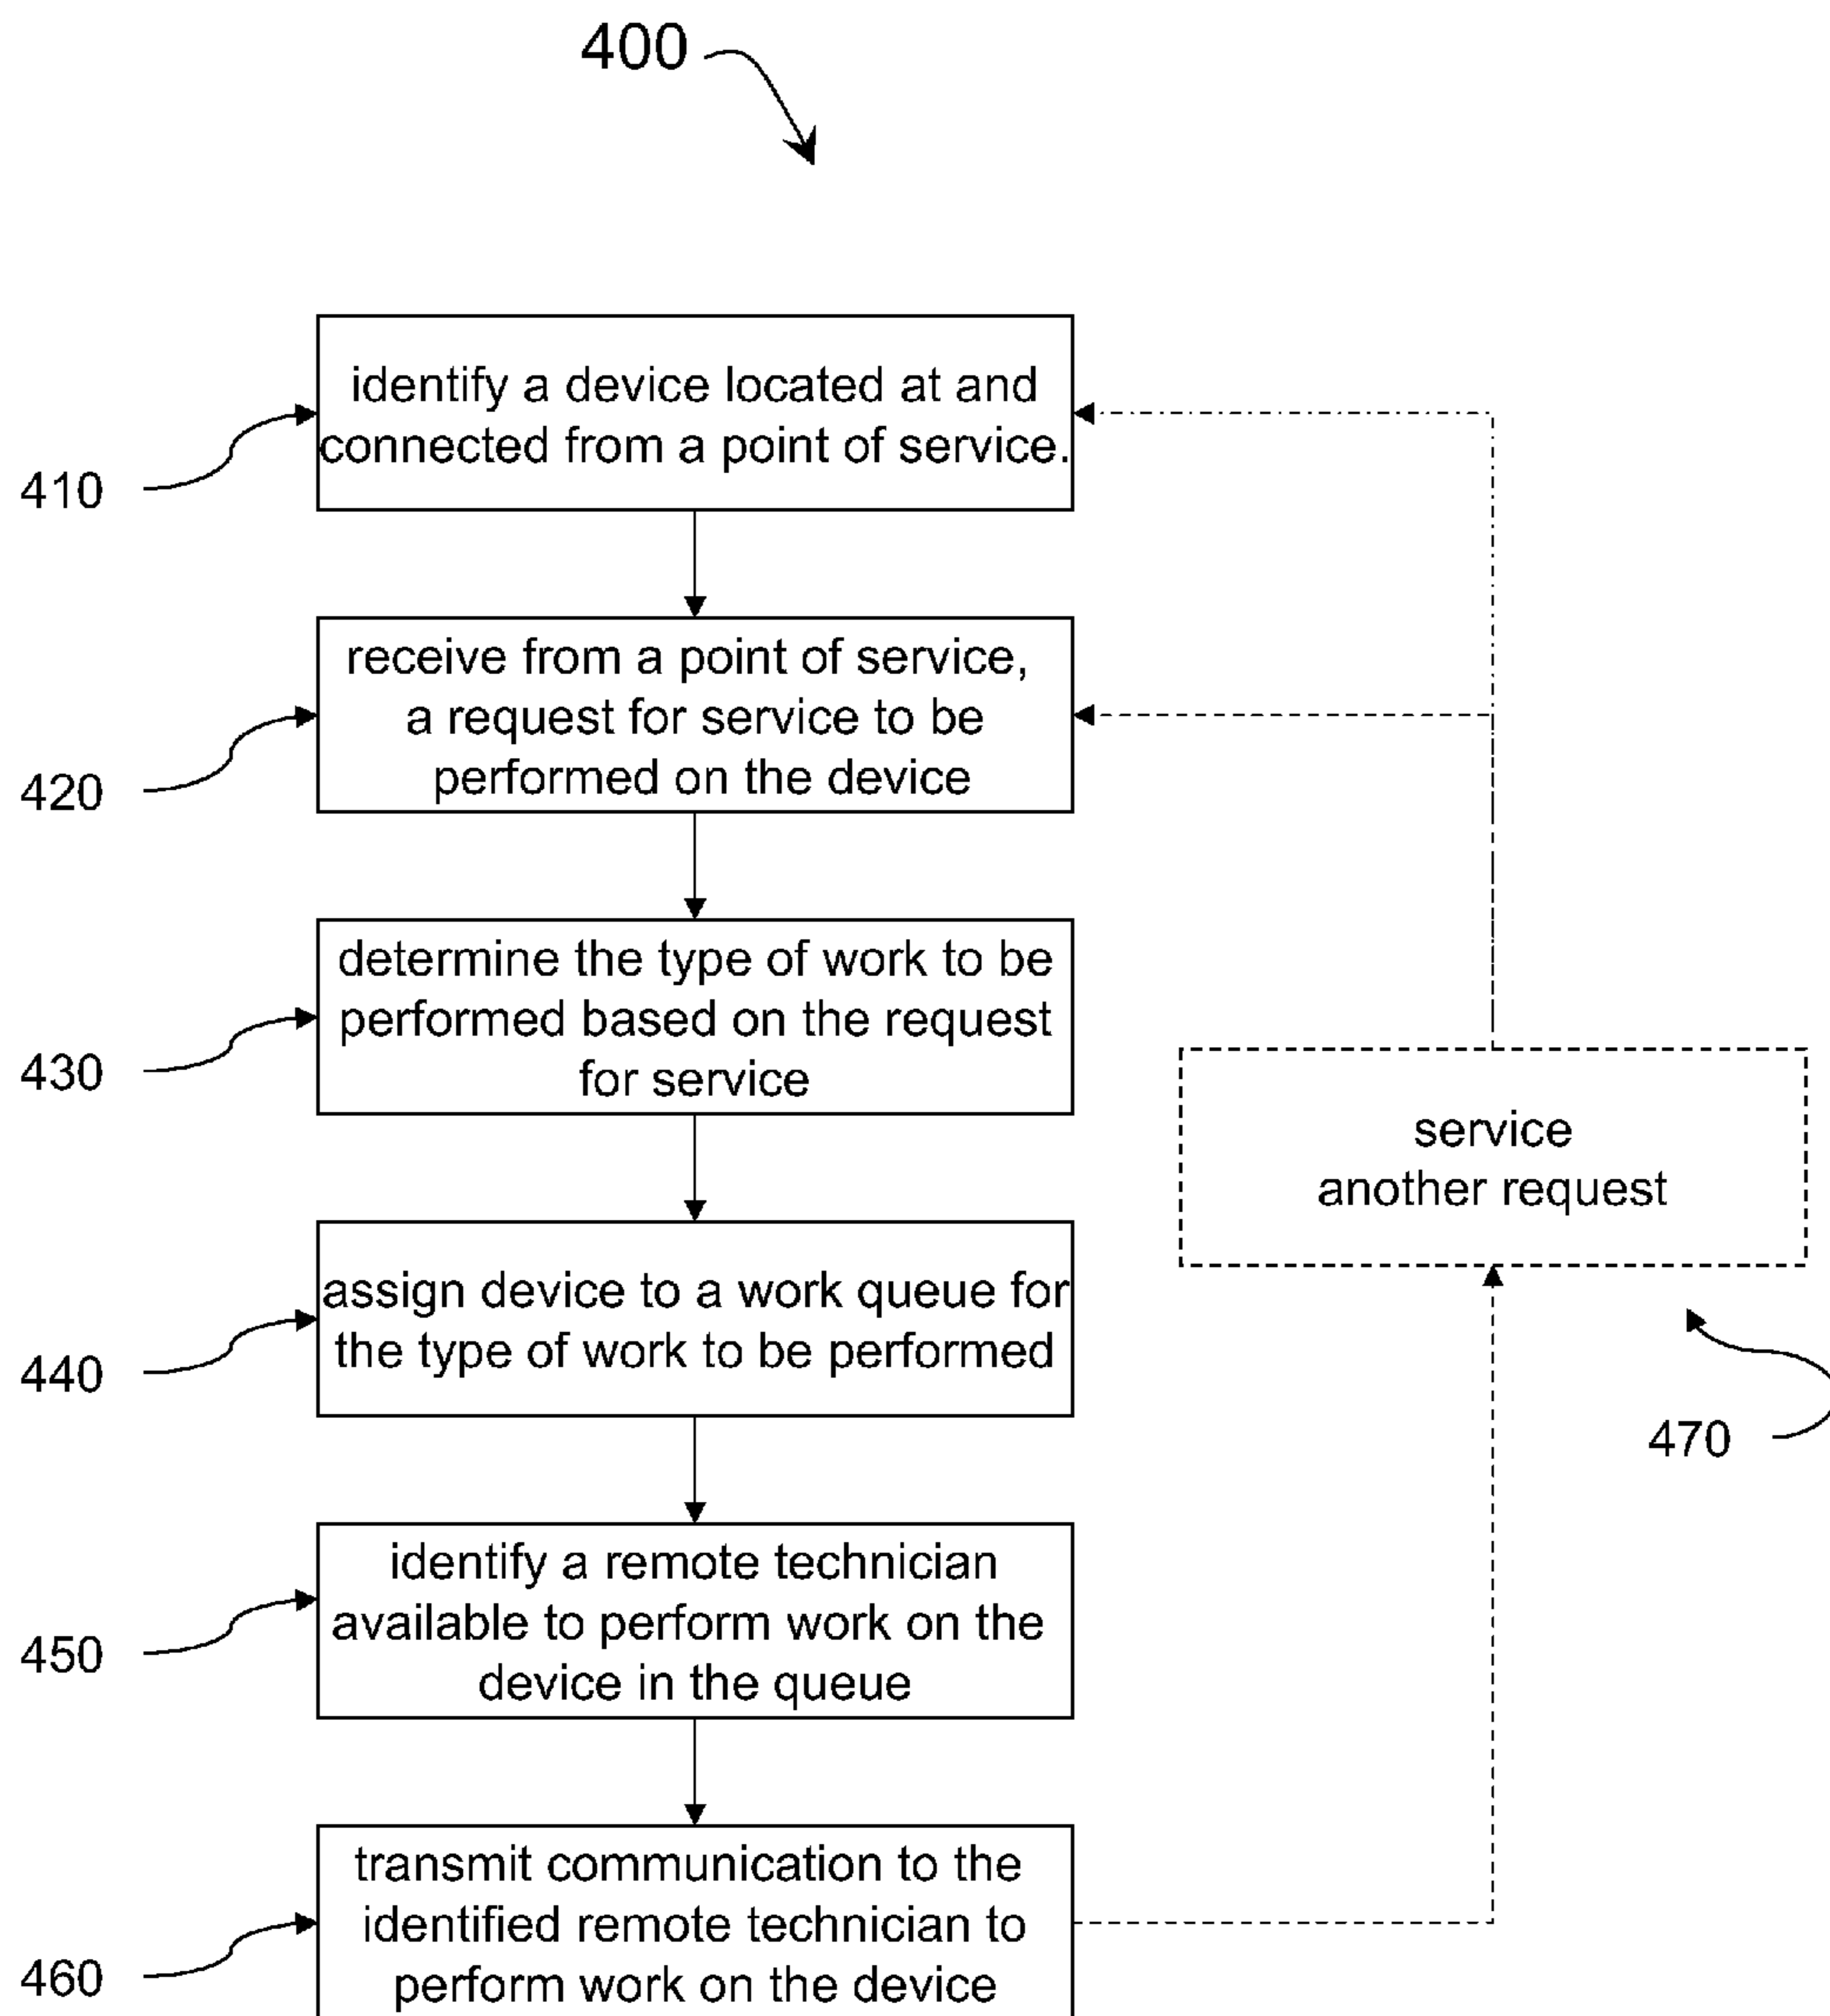 400
identify a device located at and
connected from a point of service.
410
receive from a point of service,
a request for service to be
performed on the device
420
determine the type of work to be
performed based on the request
for service
430
service
another request
assign device to a work queue for
the type of work to be performed
440
470
identify a remote technician
available to perform work on the
device in the queue
450
transmit communication to the
identified remote technician to
perform work on the device
460